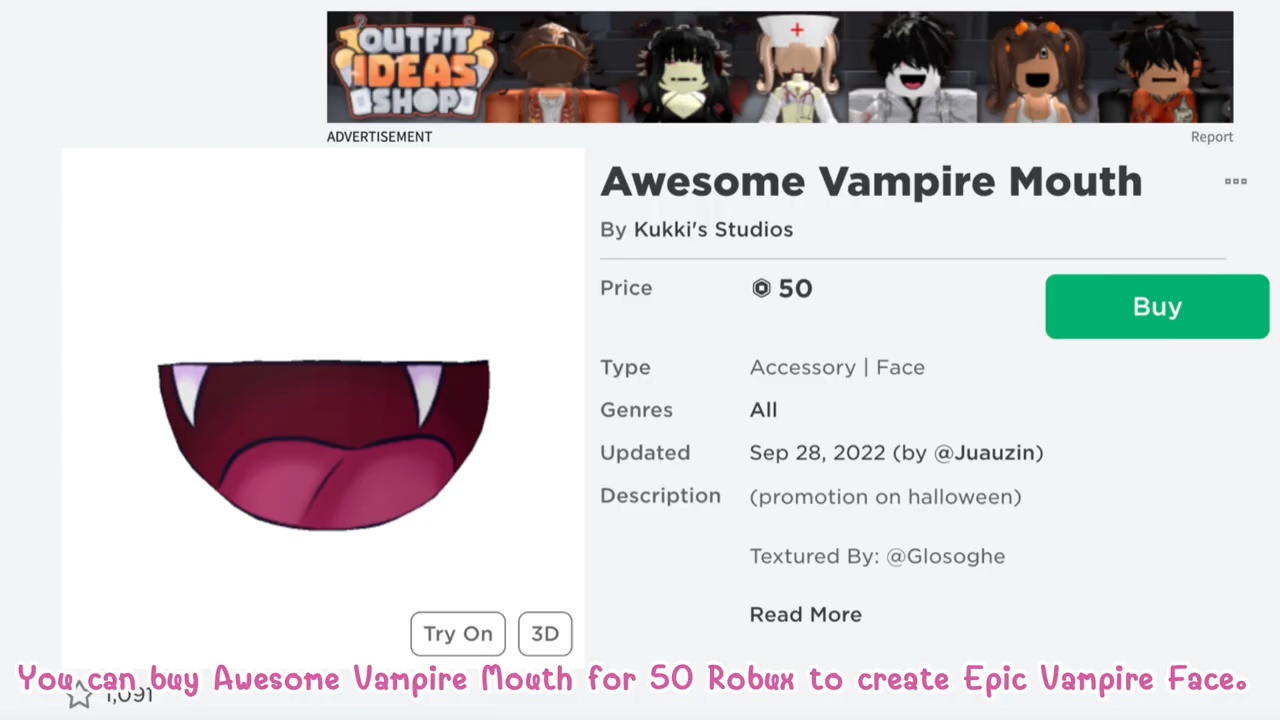 OUTFIT
IDEAS
SHOP
ADVERTISEMENT
Report
Awesome Vampire Mouth
By Kukki's Studios
Price
50
Buy
Type
Accessory | Face
Genres
All
Updated
Sep 28, 2022 (by @Juauzin)
Description
(promotion on halloween)
Textured By: @Glosoghe
Read More
Try On
3D
You can buy Awesome Vampire Mouth for 50 Robux to create Epic Vampire Face.
1,091